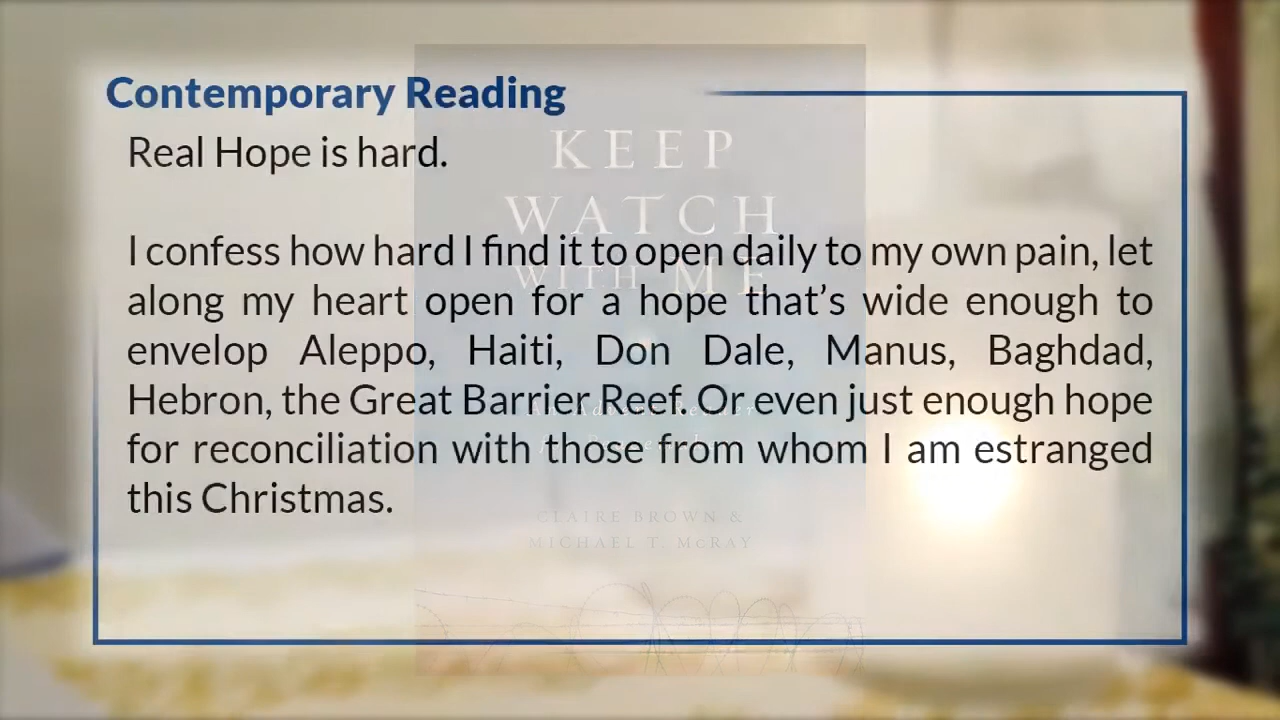 Contemporary Reading
Real Hope is hard.
I confess how hard I find it to open daily to my own pain, let
along my heart open for a hope that’s wide enough to
envelop Aleppo, Haiti, Don Dale, Manus, Baghdad,
Hebron, the Great Barrier Reef. Or even just enough hope
for reconciliation with those from whom I am estranged
this Christmas.
KEEP
WATCH
WITH ME
An Advent Reader
CLAIRE BROWN &
MICHAEL T. McRAY